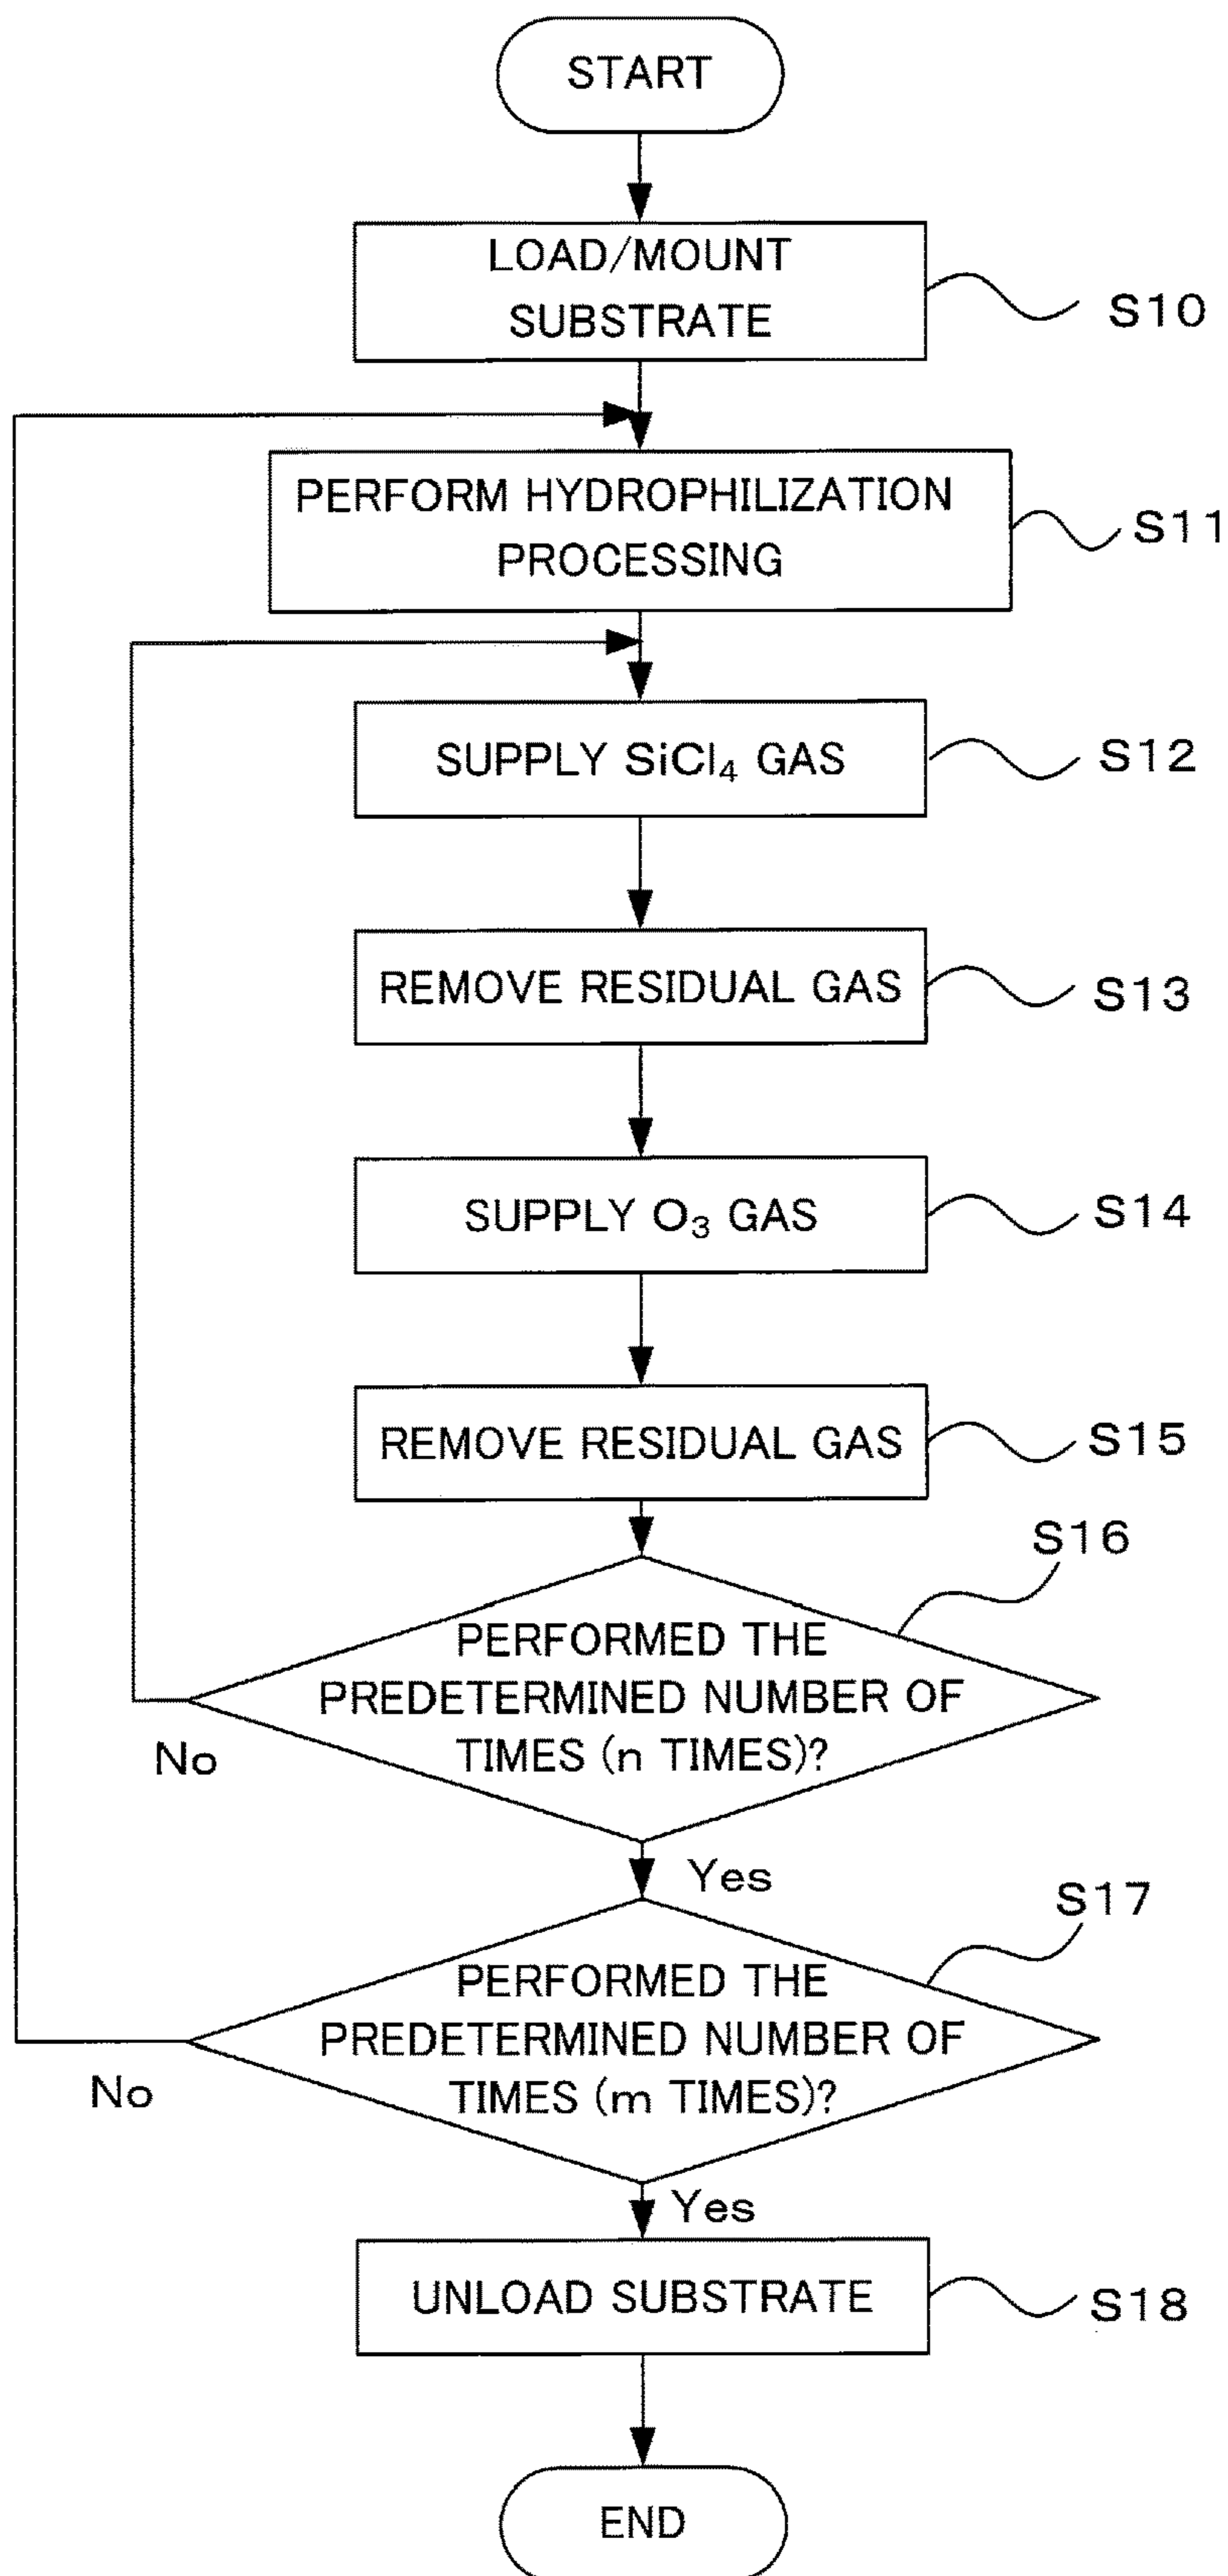 START
LOAD/MOUNT
SUBSTRATE
S10
PERFORM HYDROPHILIZATION
PROCESSING
S11
SUPPLY SiCl₄ GAS
S12
REMOVE RESIDUAL GAS
S13
SUPPLY O₃ GAS
S14
REMOVE RESIDUAL GAS
S15
S16
PERFORMED THE
PREDETERMINED NUMBER OF
TIMES (n TIMES)?
No
Yes
S17
PERFORMED THE
PREDETERMINED NUMBER OF
TIMES (m TIMES)?
No
Yes
UNLOAD SUBSTRATE
S18
END